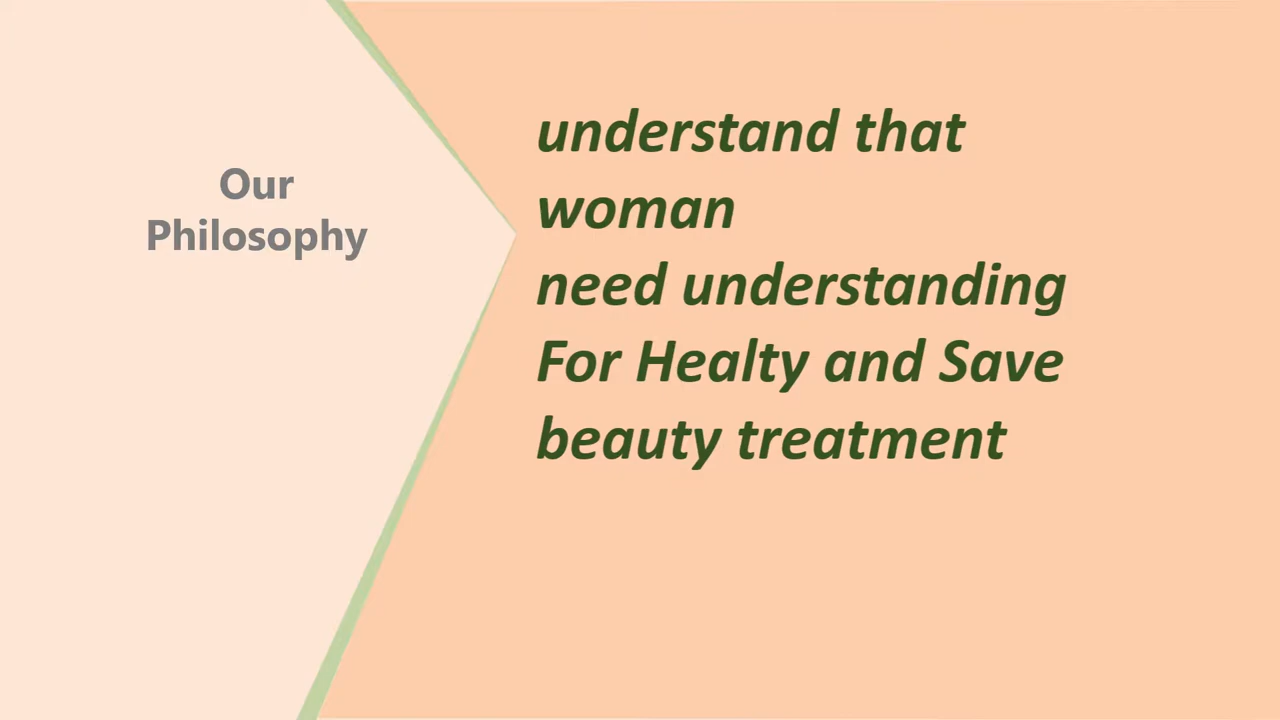 Our
Philosophy
understand that
woman
need understanding
For Healty and Save
beauty treatment